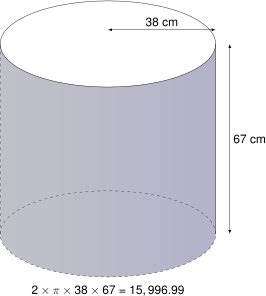 38 cm
67 cm
2 × π × 38 × 67 = 15,996.99